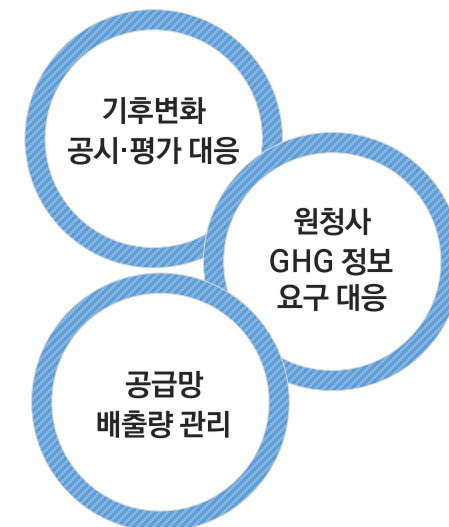 기후변화
공시·평가 대응
원청사
GHG 정보
요구 대응
공급망
배출량 관리